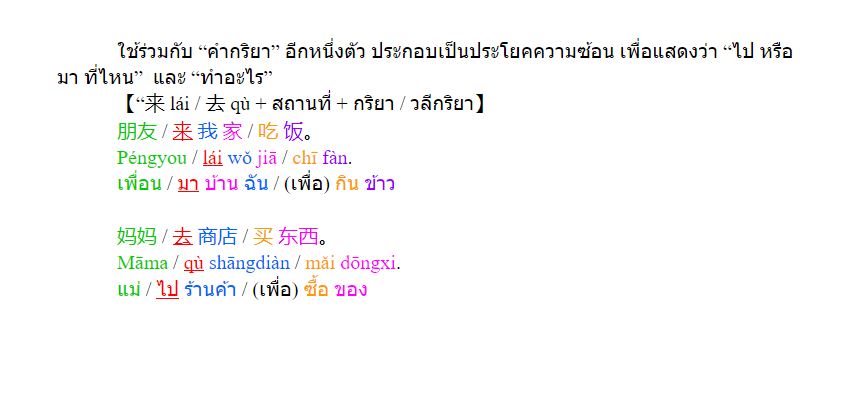 ใช้ร่วมกับ “คำกริยา” อีกหนึ่งตัว ประกอบเป็นประโยคความซ้อน เพื่อแสดงว่า “ไป หรือ
มา ที่ไหน” และ “ทำอะไร”
【“来 lái / 去 qù + สถานที่ + กริยา / วลีกริยา】
朋友 / 来 我 家 / 吃 饭。
Péngyou / lái wǒ jiā / chī fàn.
เพื่อน / มา บ้าน ฉัน / (เพื่อ) กิน ข้าว
妈妈 / 去 商店 / 买 东西。
Māma / qù shāngdiàn / mǎi dōngxi.
แม่ / ไป ร้านค้า / (เพื่อ) ซื้อ ของ